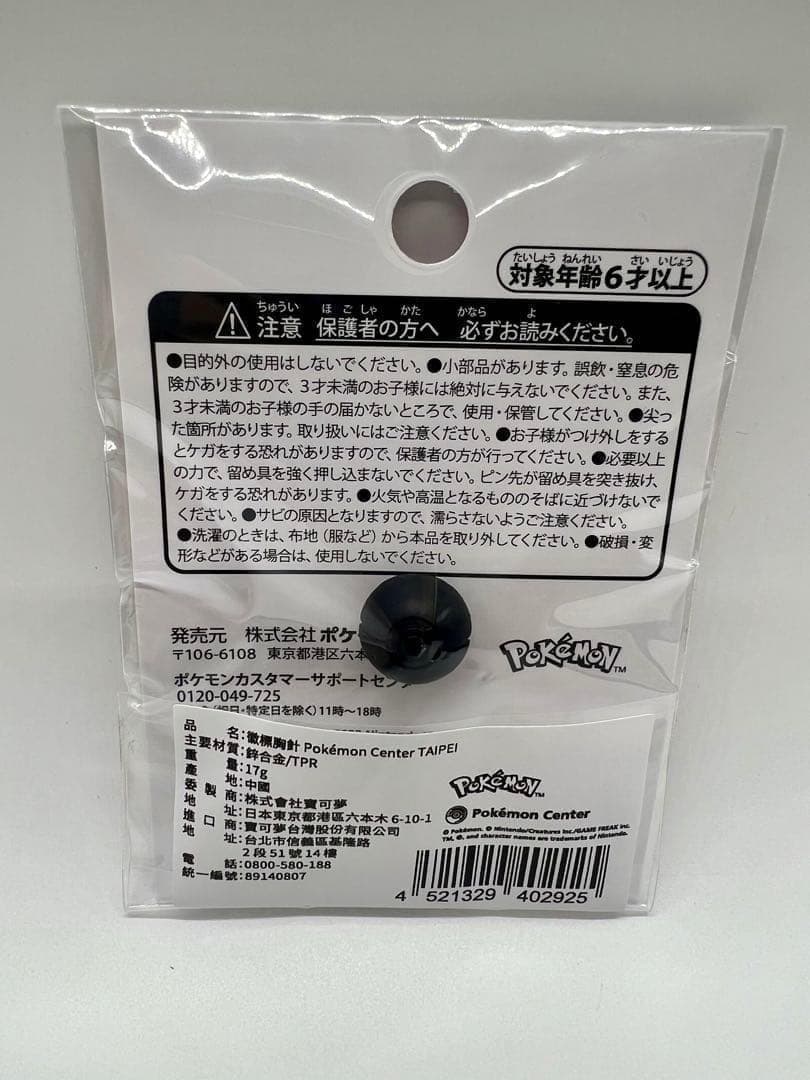 たいしょう ねんれい さい いじょう
対象年齢6才以上
ちゅうい ほごしゃ かた かなら よ
注意 保護者の方へ 必ずお読みください。
●目的外の使用はしないでください。●小部品があります。誤飲・窒息の危
険がありますので、3才未満のお子様には絶対に与えないでください。また、
3才未満のお子様の手の届かないところで、使用・保管してください。●尖っ
た箇所があります。取り扱いにはご注意ください。●お子様がつけ外しをする
とケガをする恐れがありますので、保護者の方が行ってください。●必要以上
の力で、留め具を強く押し込まないでください。ピン先が留め具を突き抜け、
ケガをする恐れがあります。●火気や高温となるもののそばに近づけないで
ください。●サビの原因となりますので、濡らさないようご注意ください。
●洗濯のときは、布地（服など）から本品を取り外してください。●破損・変
形などがある場合は、使用しないでください。
発売元 株式会社ポケ
〒106-6108 東京都港区六本
ポケモンカスタマーサポートセンタ
0120-049-725
(祝日・特定日を除く)11時〜18時
POKéMON™
品名:徽標胸針 Pokémon Center TAIPEI
主要材質:鋅合金/TPR
重量:17g
產地:中國
委製商:株式會社寶可夢
地址:日本東京都港區六本木6-10-1
進口商:寶可夢台灣股份有限公司
地址:台北市信義區基隆路
2段51號14樓
電話:0800-580-188
統一編號:89140807
POKéMON™
Pokémon Center
© Pokémon. © Nintendo/Creatures Inc./GAME FREAK inc.
TM, ®, and character names are trademarks of Nintendo.
4 521329 402925